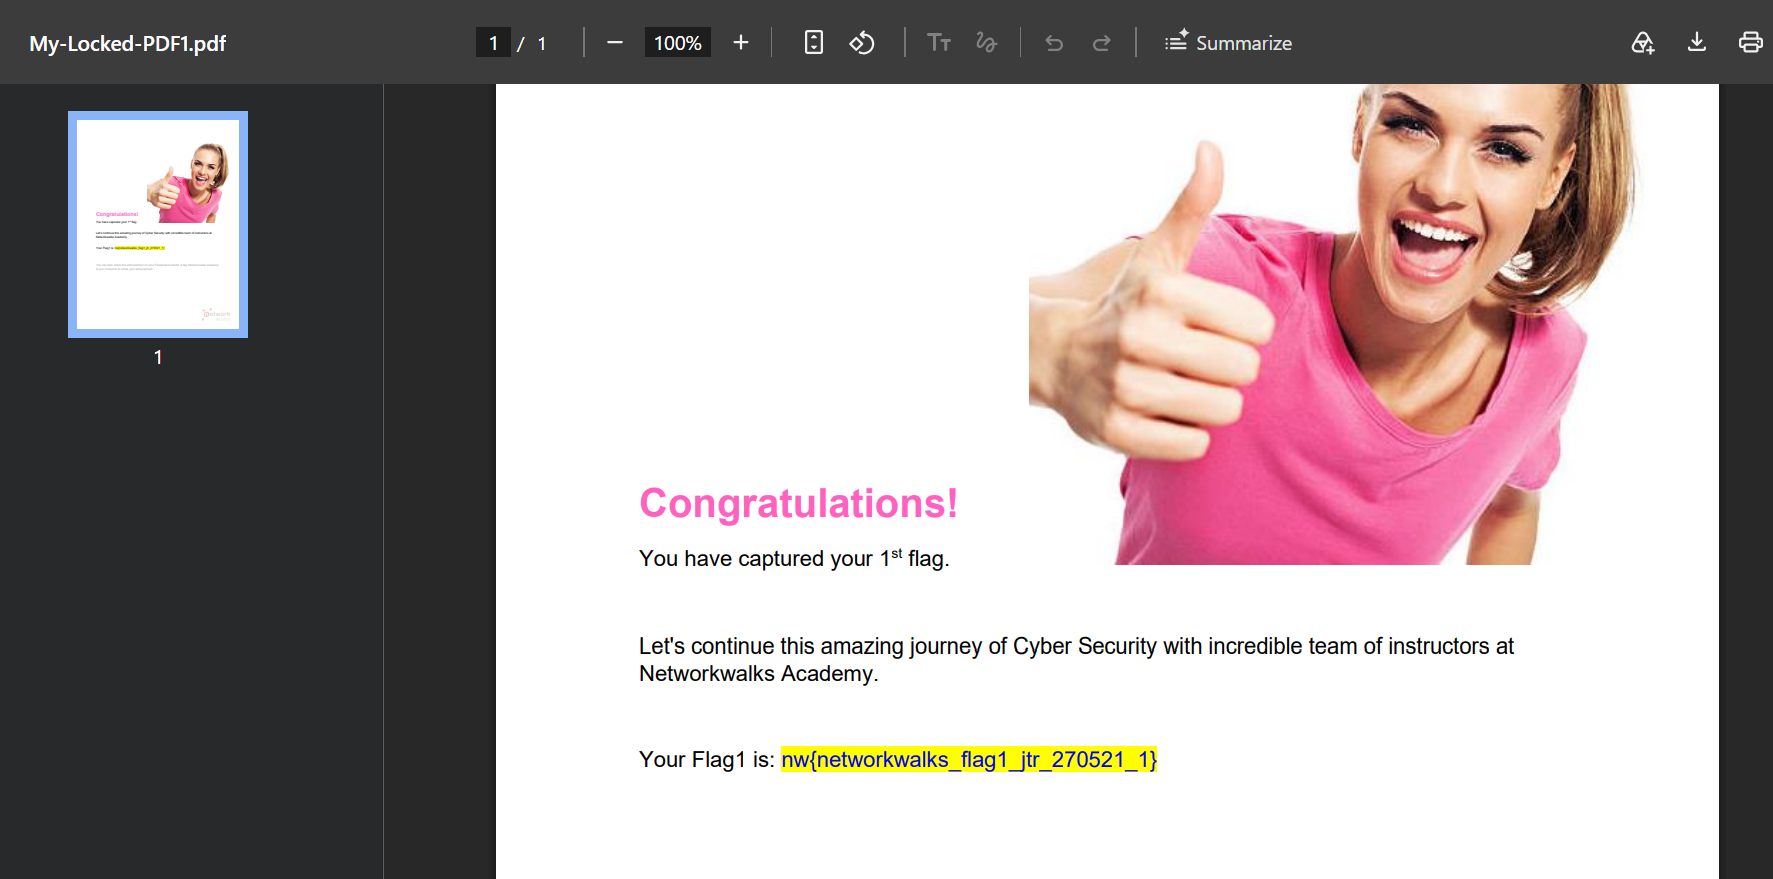 My-Locked-PDF1.pdf
1 / 1
100%
Summarize
1
Congratulations!
You have captured your 1st flag.
Let's continue this amazing journey of Cyber Security with incredible team of instructors at
Networkwalks Academy.
Your Flag1 is: nw{networkwalks_flag1_jtr_270521_1}